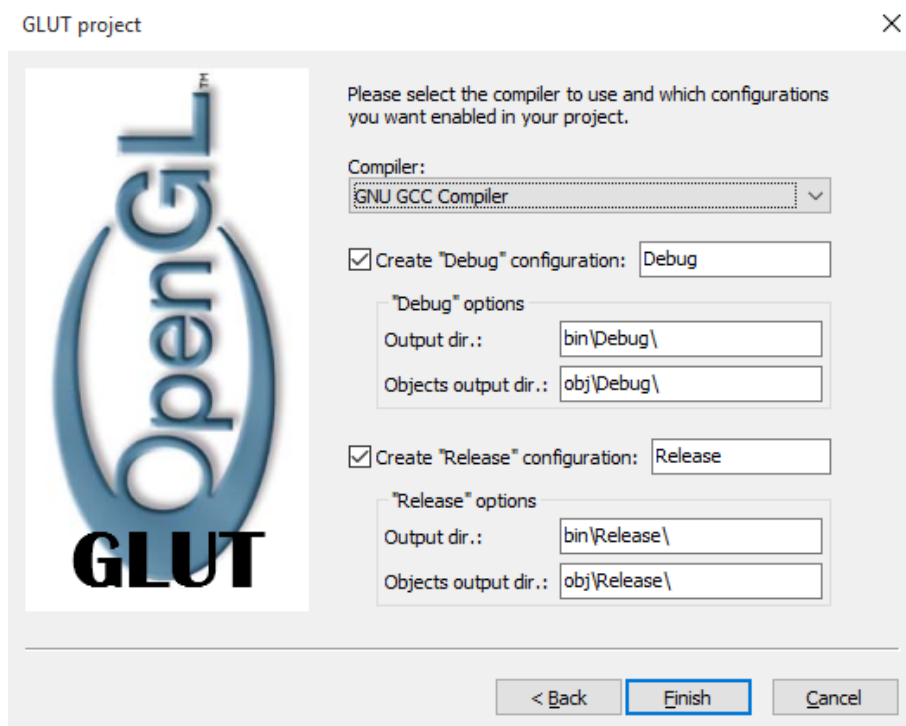 GLUT project
OpenGL™
GLUT
Please select the compiler to use and which configurations
you want enabled in your project.
Compiler:
GNU GCC Compiler
Create "Debug" configuration: Debug
"Debug" options
Output dir.: bin\Debug\
Objects output dir.: obj\Debug\
Create "Release" configuration: Release
"Release" options
Output dir.: bin\Release\
Objects output dir.: obj\Release\
< Back Finish Cancel